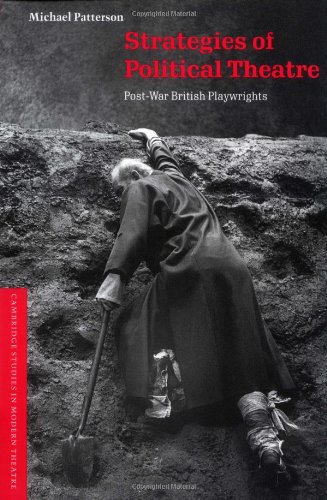 Michael Patterson
Strategies of
Political Theatre
Post-War British Playwrights
CAMBRIDGE STUDIES IN MODERN THEATRE